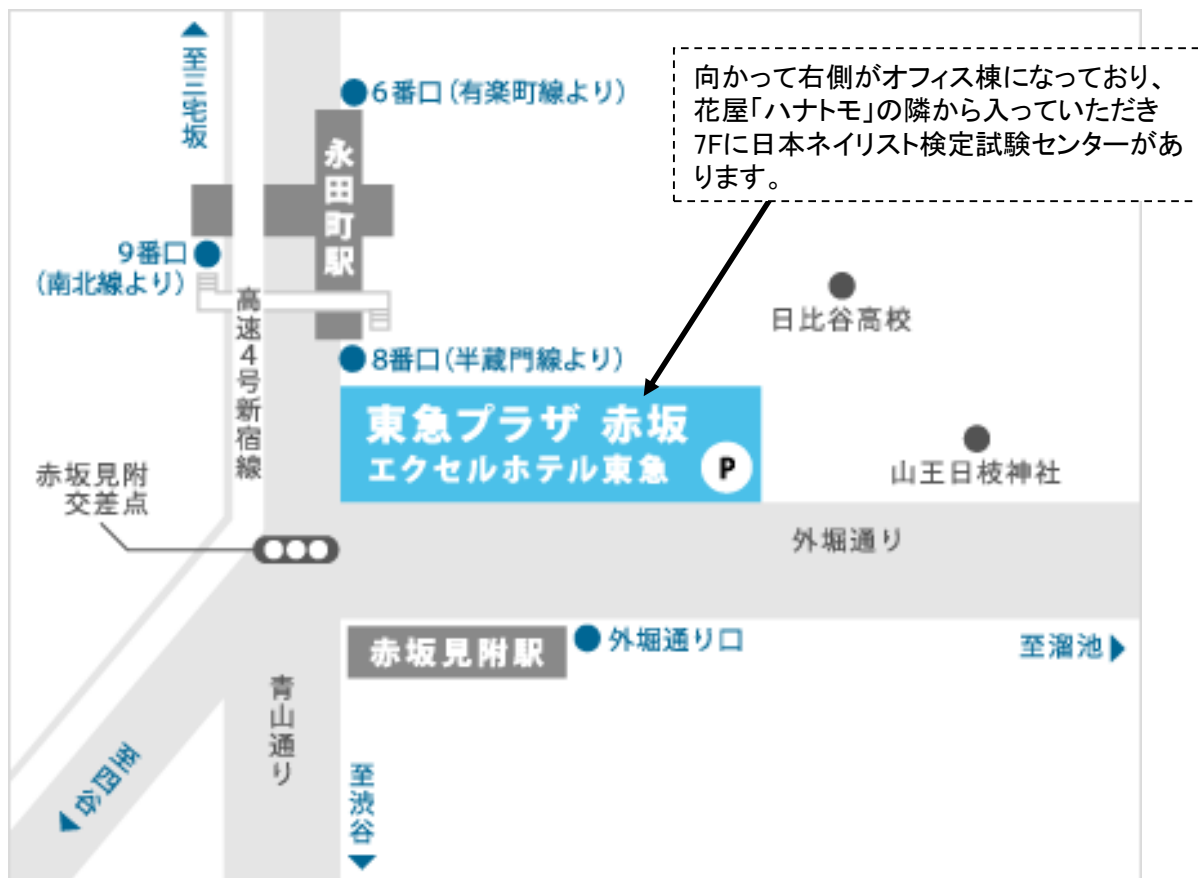 至三宅坂
6番口（有楽町線より）
向かって右側がオフィス棟になっており、
花屋「ハナトモ」の隣から入っていただき
7Fに日本ネイリスト検定試験センターがあ
ります。
永田町駅
9番口
（南北線より）
高速4号新宿線
日比谷高校
8番口（半蔵門線より）
東急プラザ 赤坂
エクセルホテル東急
P
山王日枝神社
赤坂見附
交差点
外堀通り
赤坂見附駅
外堀通り口
至溜池
青山通り
至四谷
至渋谷